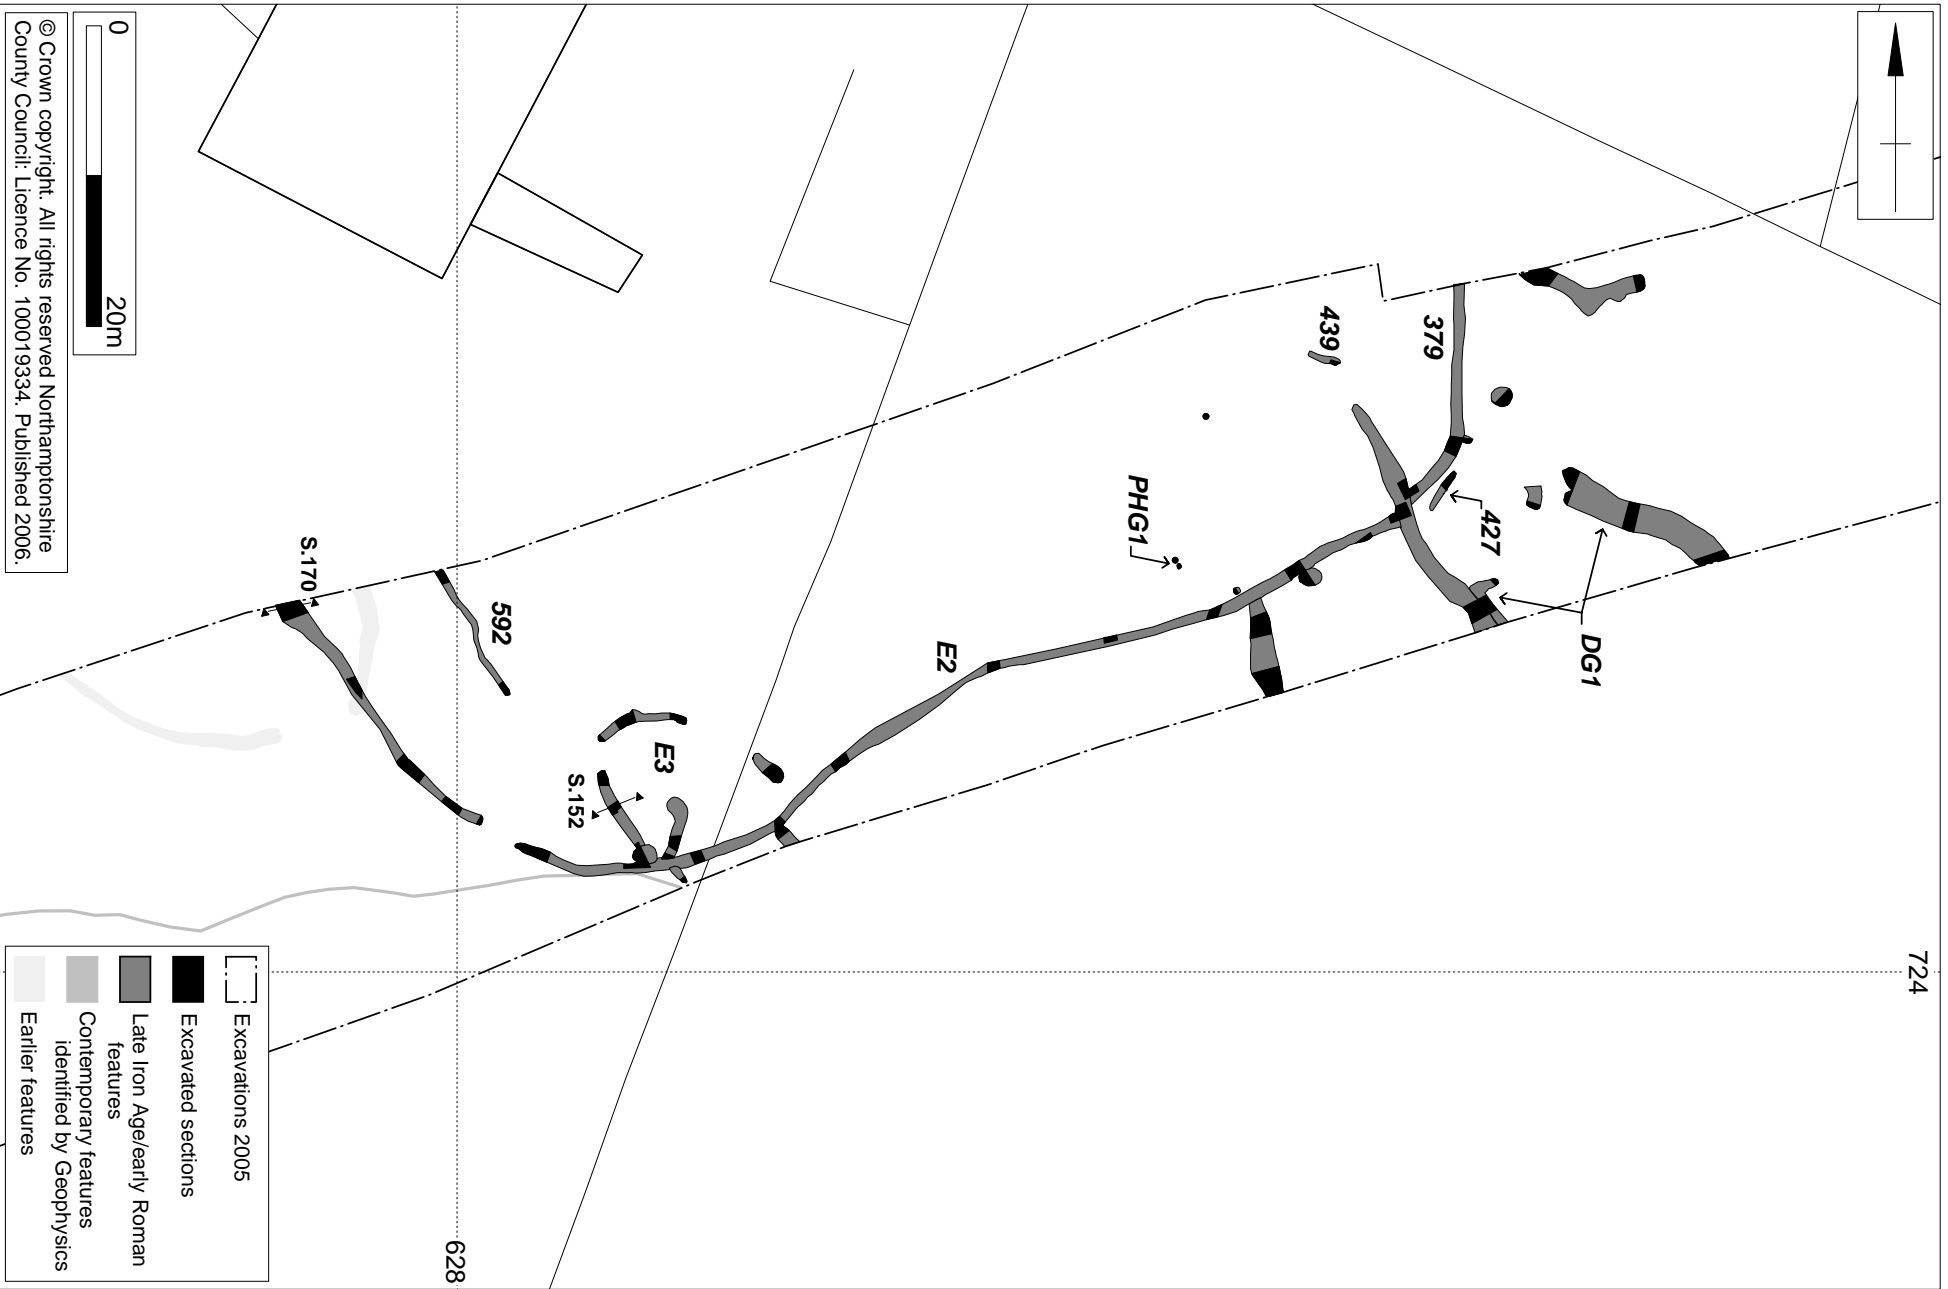 724
628
379
439
427
DG1
PHG1
E2
E3
592
S.152
S.170
0
20m
© Crown copyright. All rights reserved Northamptonshire
County Council: Licence No. 100019334. Published 2006.
Excavations 2005
Excavated sections
Late Iron Age/early Roman
features
Contemporary features
identified by Geophysics
Earlier features